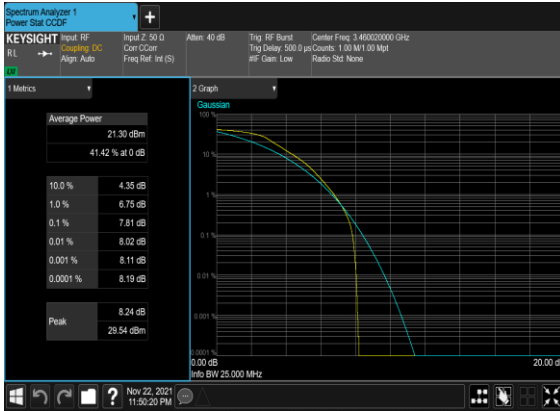 Spectrum Analyzer 1
Power Stat CCDF
KEYSIGHT
RL
Input: RF
Coupling: DC
Align: Auto
Input Z: 50 Ω
Corr CCorr
Freq Ref: Int (S)
Atten: 40 dB
Trig: RF Burst
Trig Delay: 500.0 µs
#IF Gain: Low
Center Freq: 3.460020000 GHz
Counts: 1.00 M/1.00 Mpt
Radio Std: None
1 Metrics
Average Power
21.30 dBm
41.42 % at 0 dB
10.0 % 4.35 dB
1.0 % 6.75 dB
0.1 % 7.81 dB
0.01 % 8.02 dB
0.001 % 8.11 dB
0.0001 % 8.19 dB
Peak
8.24 dB
29.54 dBm
2 Graph
Gaussian
100 %
10 %
1 %
0.1 %
0.01 %
0.001 %
0.0001 %
0.00 dB
20.00 d
Info BW 25.000 MHz
Nov 22, 2021
11:50:20 PM